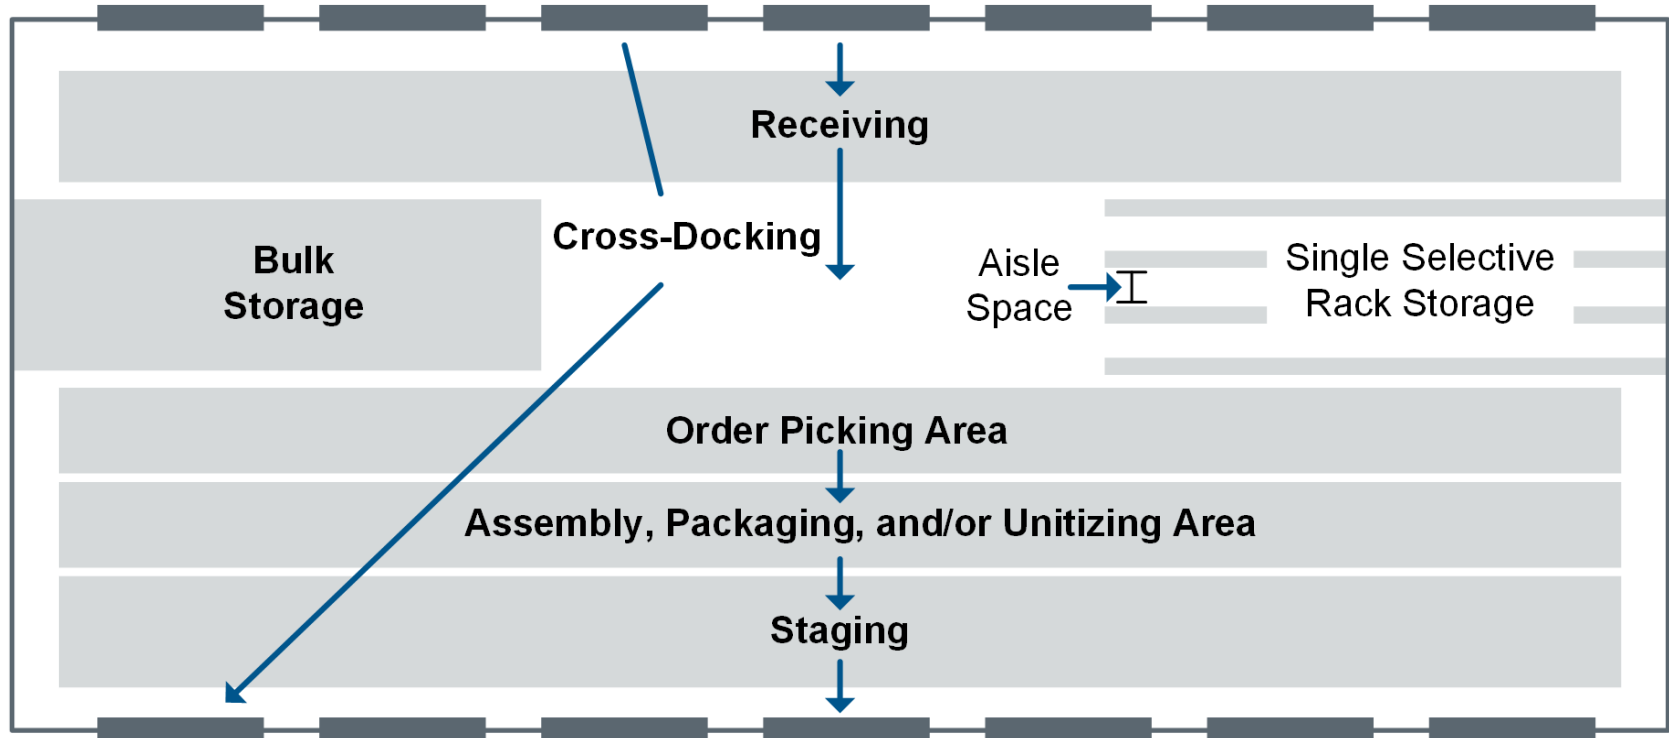 Receiving
Bulk
Storage
Cross-Docking
Aisle
Space
Single Selective
Rack Storage
Order Picking Area
Assembly, Packaging, and/or Unitizing Area
Staging